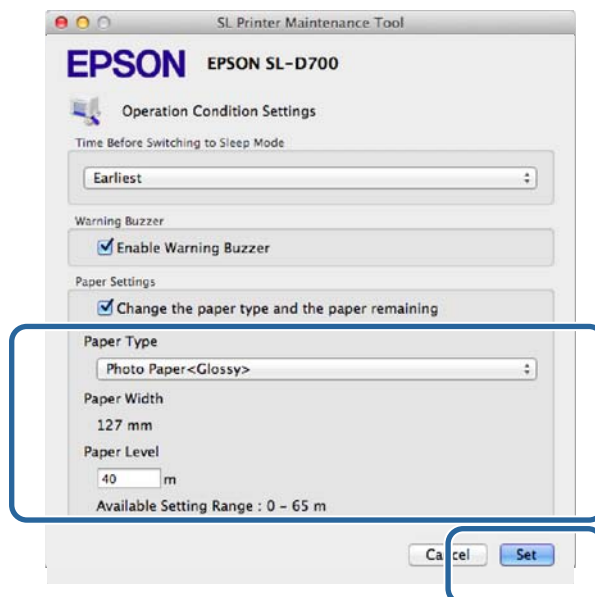 SL Printer Maintenance Tool
EPSON EPSON SL-D700
Operation Condition Settings
Time Before Switching to Sleep Mode
Earliest
Warning Buzzer
Enable Warning Buzzer
Paper Settings
Change the paper type and the paper remaining
Paper Type
Photo Paper<Glossy>
Paper Width
127 mm
Paper Level
40 m
Available Setting Range : 0 – 65 m
Cancel Set